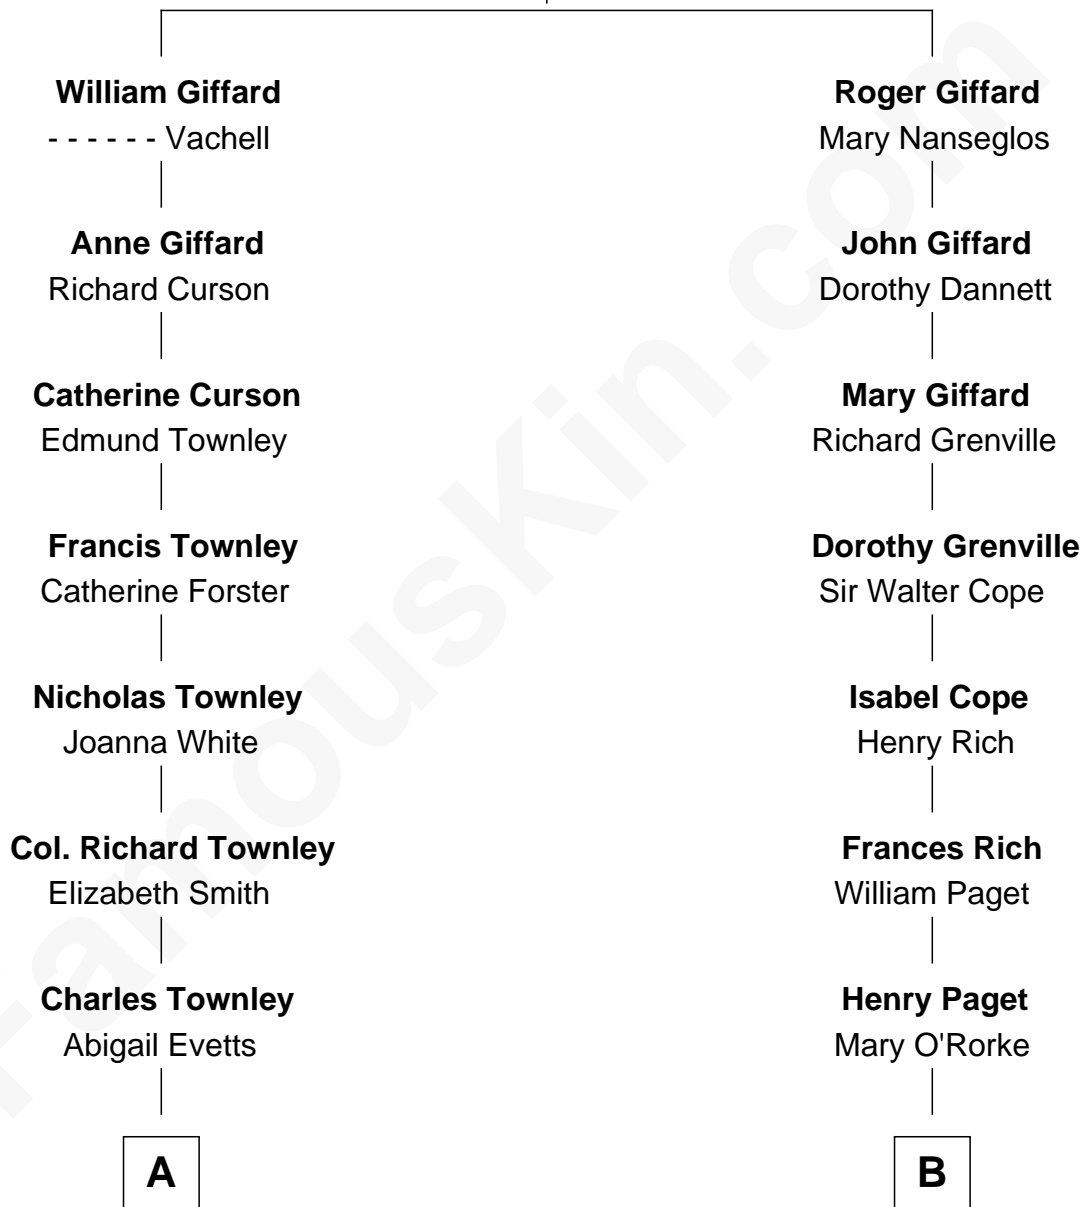 William Giffard
- - - - - - Vachell
Anne Giffard
Richard Curson
Catherine Curson
Edmund Townley
Francis Townley
Catherine Forster
Nicholas Townley
Joanna White
Col. Richard Townley
Elizabeth Smith
Charles Townley
Abigail Evetts
A
Roger Giffard
Mary Nanseglos
John Giffard
Dorothy Dannett
Mary Giffard
Richard Grenville
Dorothy Grenville
Sir Walter Cope
Isabel Cope
Henry Rich
Frances Rich
William Paget
Henry Paget
Mary O'Rorke
B
FamousKin.com